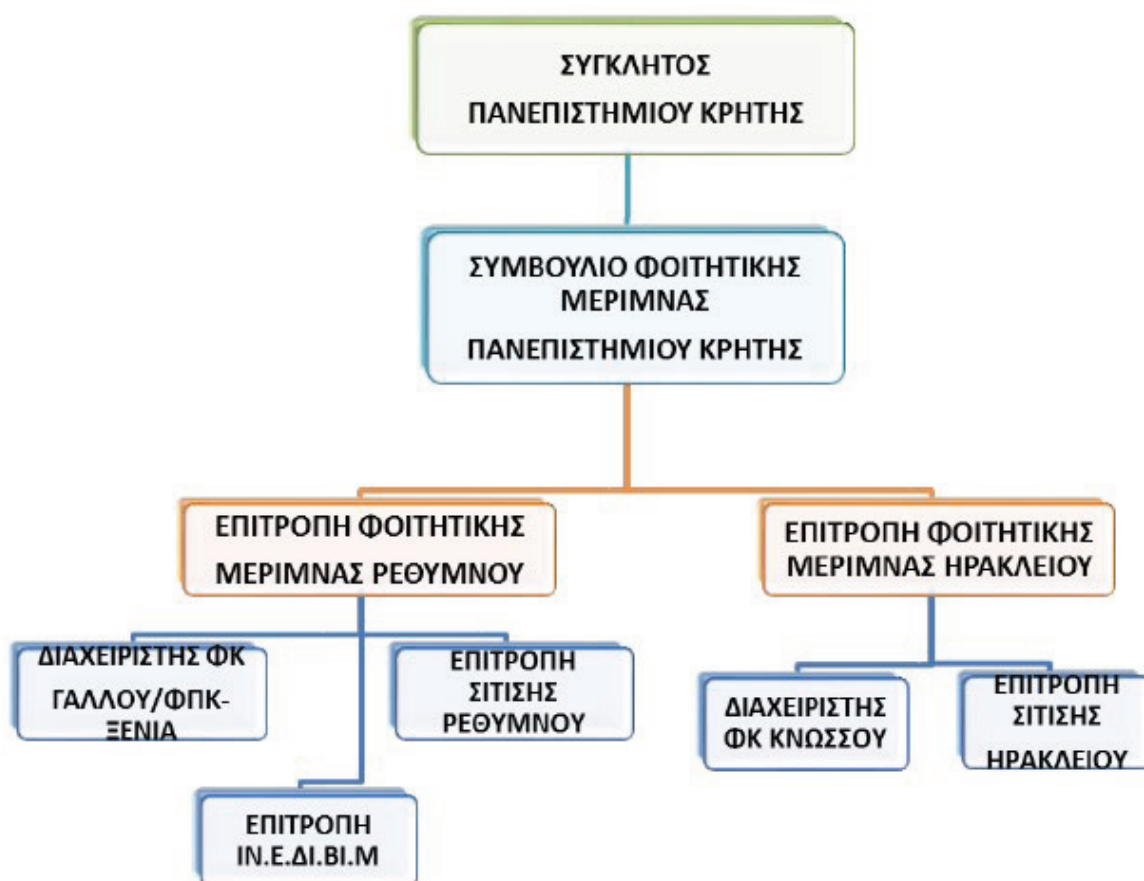 ΣΥΓΚΛΗΤΟΣ
ΠΑΝΕΠΙΣΤΗΜΙΟΥ ΚΡΗΤΗΣ
ΣΥΜΒΟΥΛΙΟ ΦΟΙΤΗΤΙΚΗΣ
ΜΕΡΙΜΝΑΣ
ΠΑΝΕΠΙΣΤΗΜΙΟΥ ΚΡΗΤΗΣ
ΕΠΙΤΡΟΠΗ ΦΟΙΤΗΤΙΚΗΣ
ΜΕΡΙΜΝΑΣ ΡΕΘΥΜΝΟΥ
ΕΠΙΤΡΟΠΗ ΦΟΙΤΗΤΙΚΗΣ
ΜΕΡΙΜΝΑΣ ΗΡΑΚΛΕΙΟΥ
ΔΙΑΧΕΙΡΙΣΤΗΣ ΦΚ
ΓΑΛΛΟΥ/ΦΠΚ-
ΞΕΝΙΑ
ΕΠΙΤΡΟΠΗ
ΣΙΤΙΣΗΣ
ΡΕΘΥΜΝΟΥ
ΔΙΑΧΕΙΡΙΣΤΗΣ
ΦΚ ΚΝΩΣΣΟΥ
ΕΠΙΤΡΟΠΗ
ΣΙΤΙΣΗΣ
ΗΡΑΚΛΕΙΟΥ
ΕΠΙΤΡΟΠΗ
ΙΝ.Ε.ΔΙ.ΒΙ.Μ